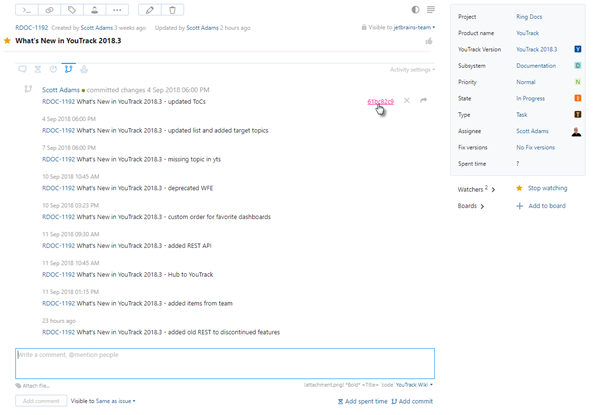 RDOC-1192 Created by Scott Adams 3 weeks ago Updated by Scott Adams 2 hours ago Visible to jetbrains-team
What's New in YouTrack 2018.3
Activity settings
Scott Adams committed changes 4 Sep 2018 06:00 PM
RDOC-1192 What's New in YouTrack 2018.3 - updated ToCs 61bc82c9
4 Sep 2018 06:00 PM
RDOC-1192 What's New in YouTrack 2018.3 - updated list and added target topics
7 Sep 2018 06:00 PM
RDOC-1192 What's New in YouTrack 2018.3 - missing topic in yts
10 Sep 2018 10:45 AM
RDOC-1192 What's New in YouTrack 2018.3 - deprecated WFE
10 Sep 2018 03:23 PM
RDOC-1192 What's New in YouTrack 2018.3 - custom order for favorite dashboards
11 Sep 2018 09:30 AM
RDOC-1192 What's New in YouTrack 2018.3 - added REST API
11 Sep 2018 10:45 AM
RDOC-1192 What's New in YouTrack 2018.3 - Hub to YouTrack
11 Sep 2018 01:15 PM
RDOC-1192 What's New in YouTrack 2018.3 - added items from team
23 hours ago
RDOC-1192 What's New in YouTrack 2018.3 - added old REST to discontinued features
Write a comment, @mention people
Attach file... !attachment.png! *Bold* =Title= `code` YouTrack Wiki
Add comment Visible to Same as issue Add spent time Add commit
Project Ring Docs
Product name YouTrack
YouTrack Version YouTrack 2018.3 Y
Subsystem Documentation D
Priority Normal N
State In Progress I
Type Task T
Assignee Scott Adams
Fix versions No Fix versions
Spent time ?
Watchers 2 Stop watching
Boards Add to board